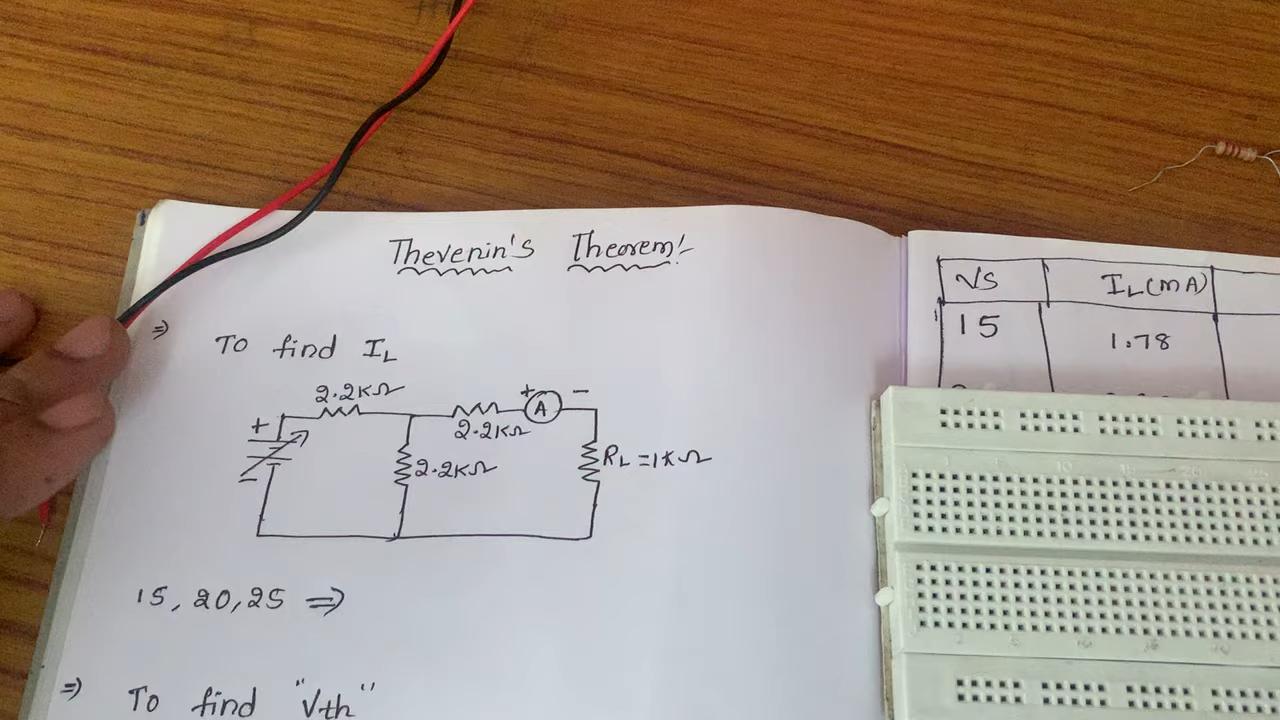 Thevenin's Theorem!
⇒ To find IL
2.2KΩ
+ A −
2.2KΩ
+
−
2.2KΩ
RL=1KΩ
15, 20, 25 ⇒
⇒ To find "Vth"
VS IL(mA)
15 1.78